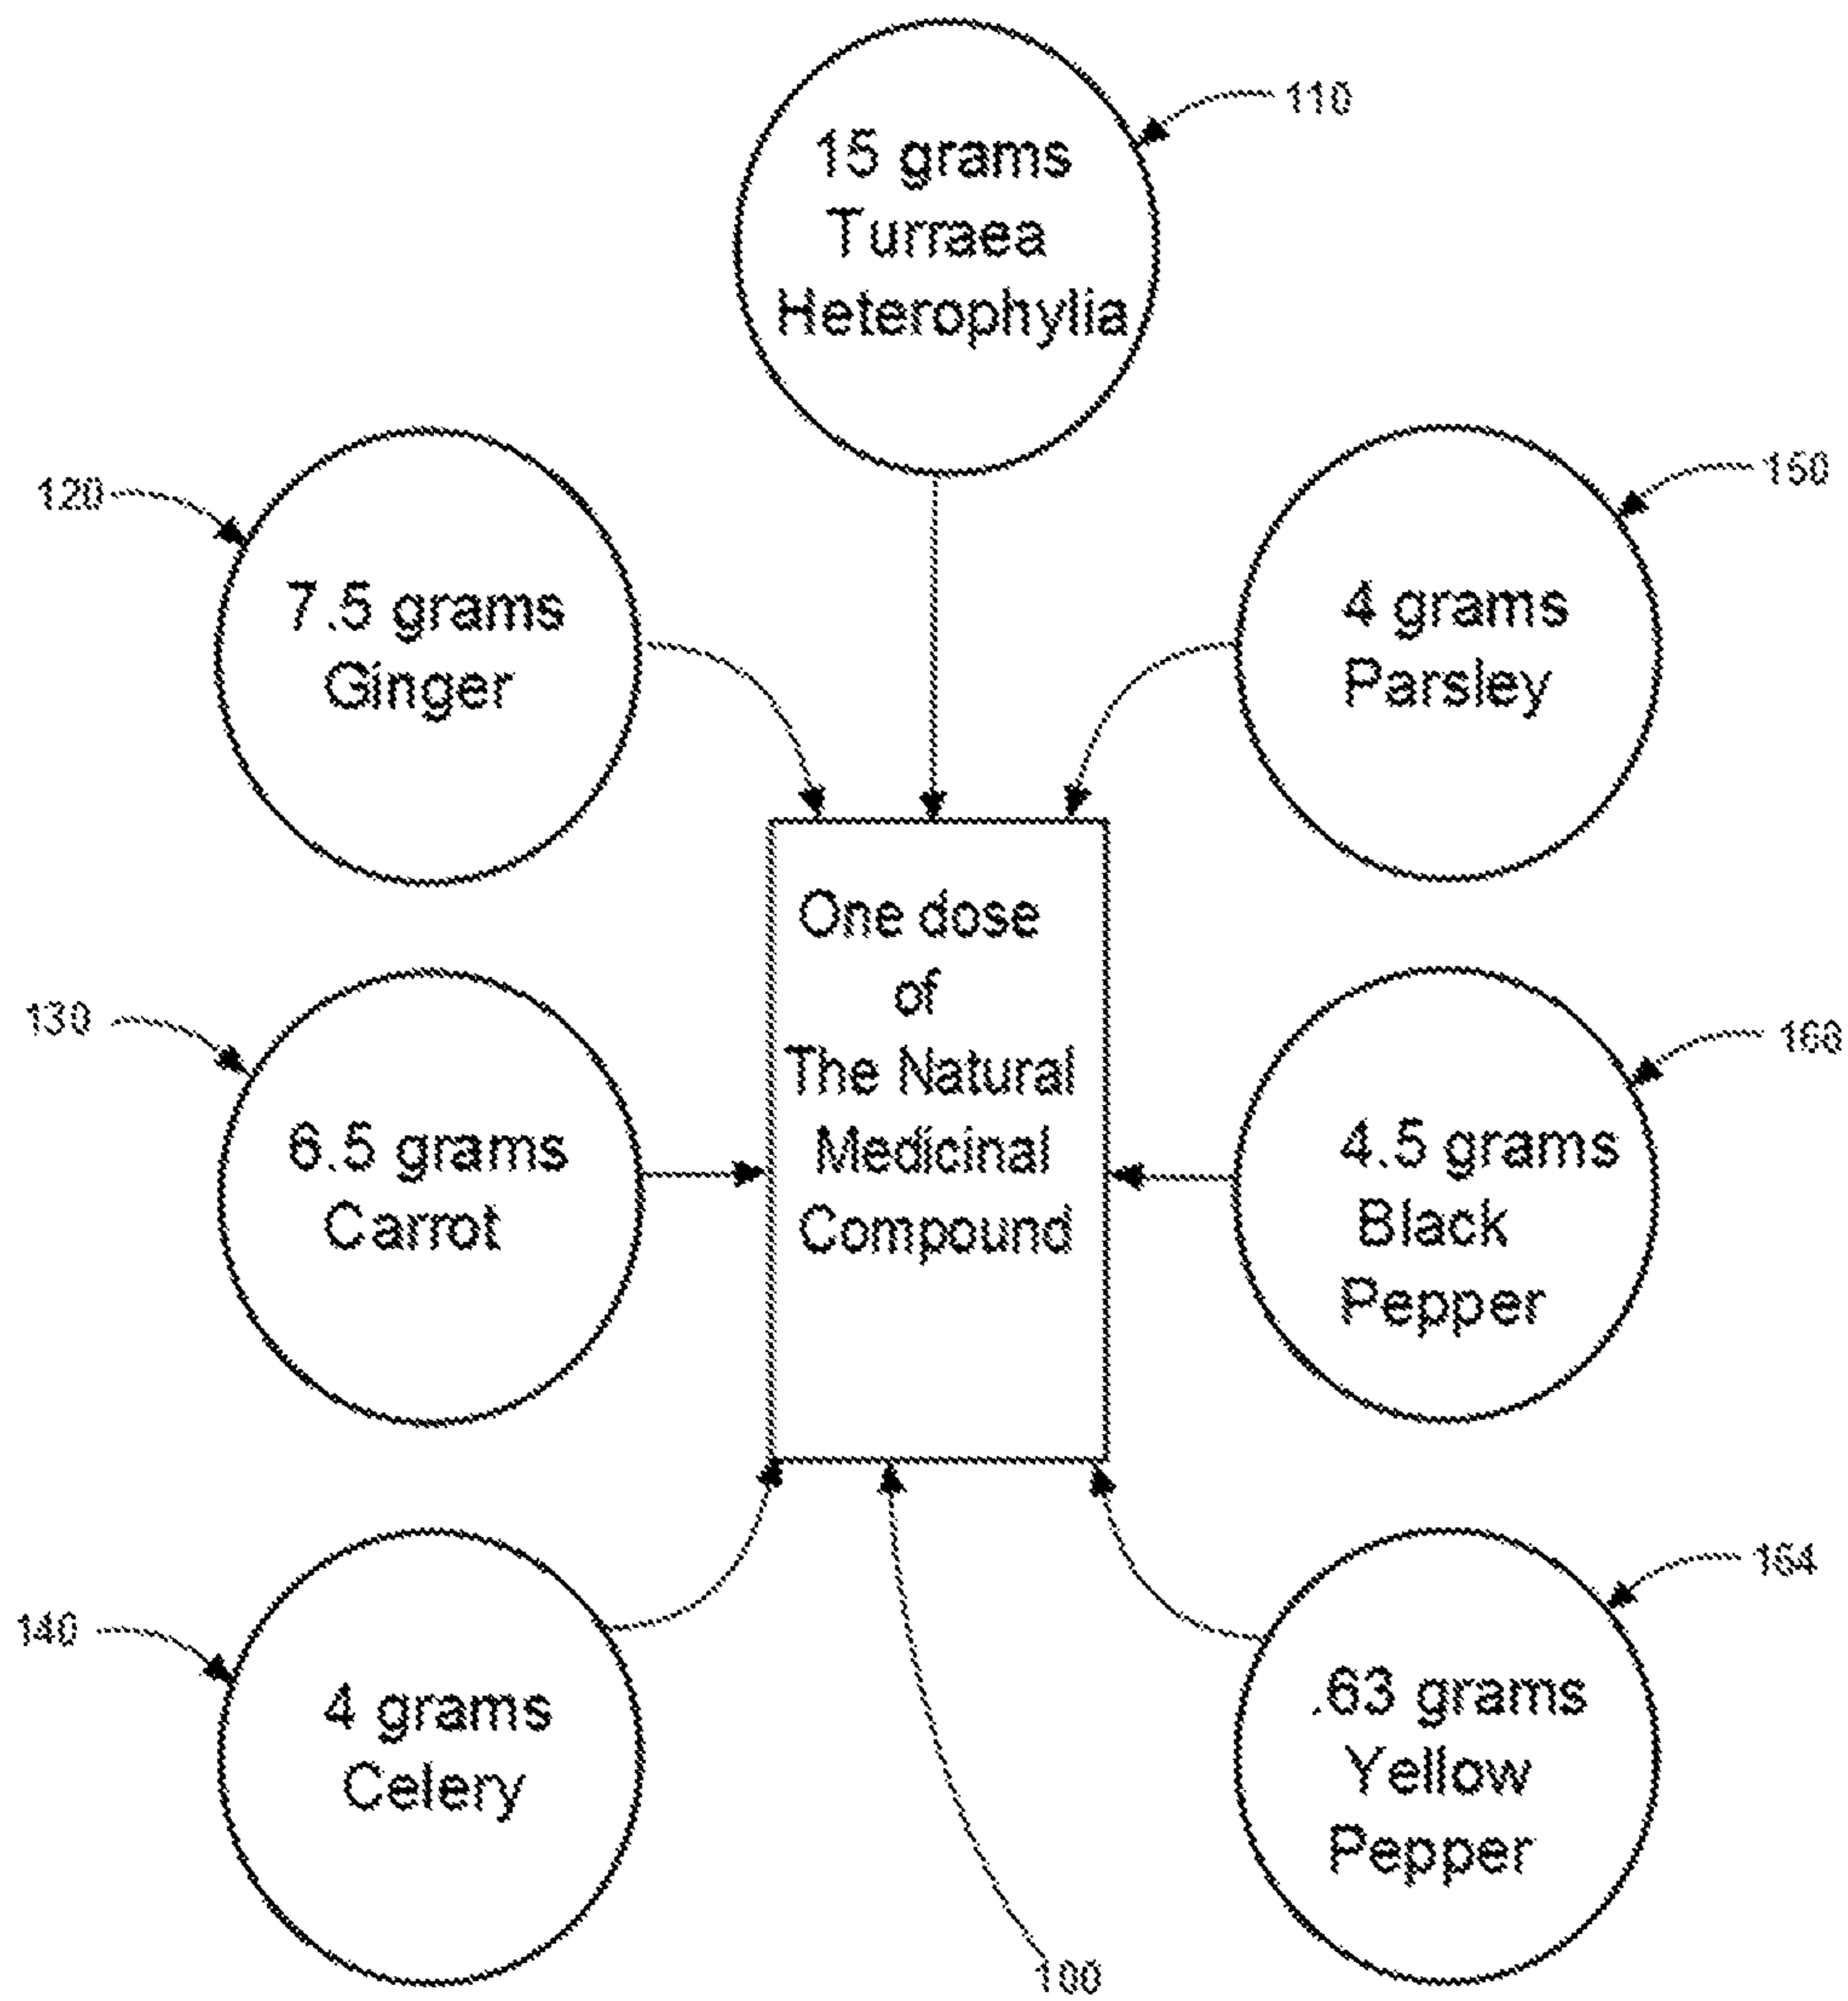 110
15 grams
Turraea
Heterophylia
120
7.5 grams
Ginger
150
4 grams
Parsley
One dose
of
The Natural
Medicinal
Compound
130
6.5 grams
Carrot
4.5 grams
Black
Pepper
140
4 grams
Celery
164
.63 grams
Yellow
Pepper
100